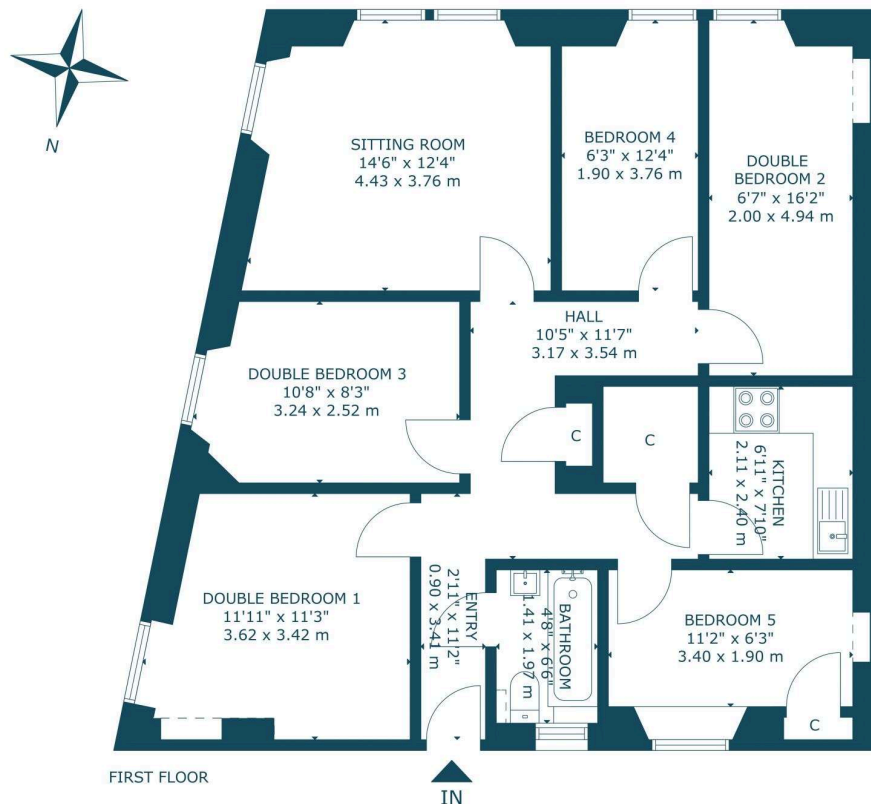 N
SITTING ROOM
14'6" x 12'4"
4.43 x 3.76 m
BEDROOM 4
6'3" x 12'4"
1.90 x 3.76 m
DOUBLE
BEDROOM 2
6'7" x 16'2"
2.00 x 4.94 m
HALL
10'5" x 11'7"
3.17 x 3.54 m
DOUBLE BEDROOM 3
10'8" x 8'3"
3.24 x 2.52 m
C
C
KITCHEN
6'11" x 7'10"
2.11 x 2.40 m
DOUBLE BEDROOM 1
11'11" x 11'3"
3.62 x 3.42 m
ENTRY
2'11" x 11'2"
0.90 x 3.41 m
BATHROOM
4'8" x 6'6"
1.41 x 1.97 m
BEDROOM 5
11'2" x 6'3"
3.40 x 1.90 m
C
FIRST FLOOR
IN